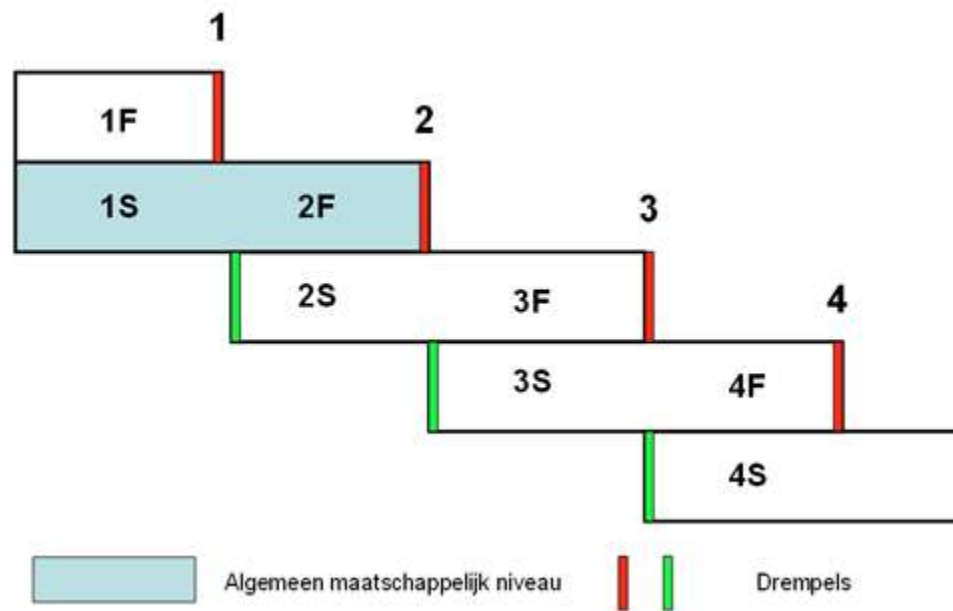 1
1F
2
1S 2F
3
2S 3F
4
3S 4F
4S
Algemeen maatschappelijk niveau
Drempels